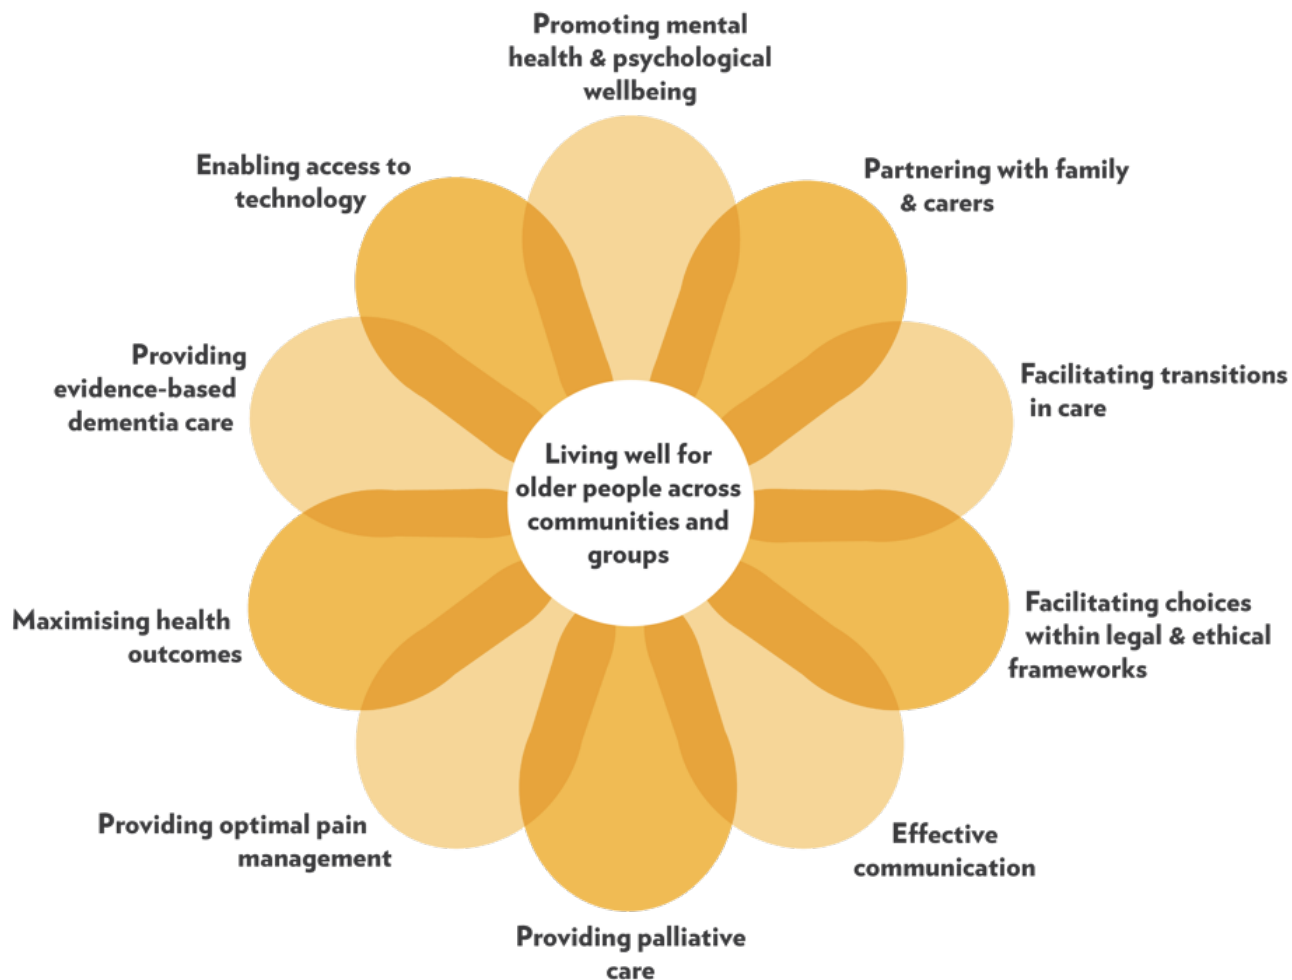 Promoting mental
health & psychological
wellbeing
Partnering with family
& carers
Facilitating transitions
in care
Facilitating choices
within legal & ethical
frameworks
Effective
communication
Providing palliative
care
Providing optimal pain
management
Maximising health
outcomes
Providing
evidence-based
dementia care
Enabling access to
technology
Living well for
older people across
communities and
groups